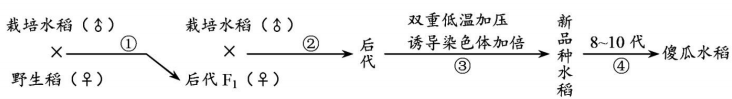 栽培水稻（♂）
×
野生稻（♀）
①
栽培水稻（♂）
×
后代F₁（♀）
②
后代
双重低温加压
诱导染色体加倍
③
新品种水稻
8~10 代
④
傻瓜水稻